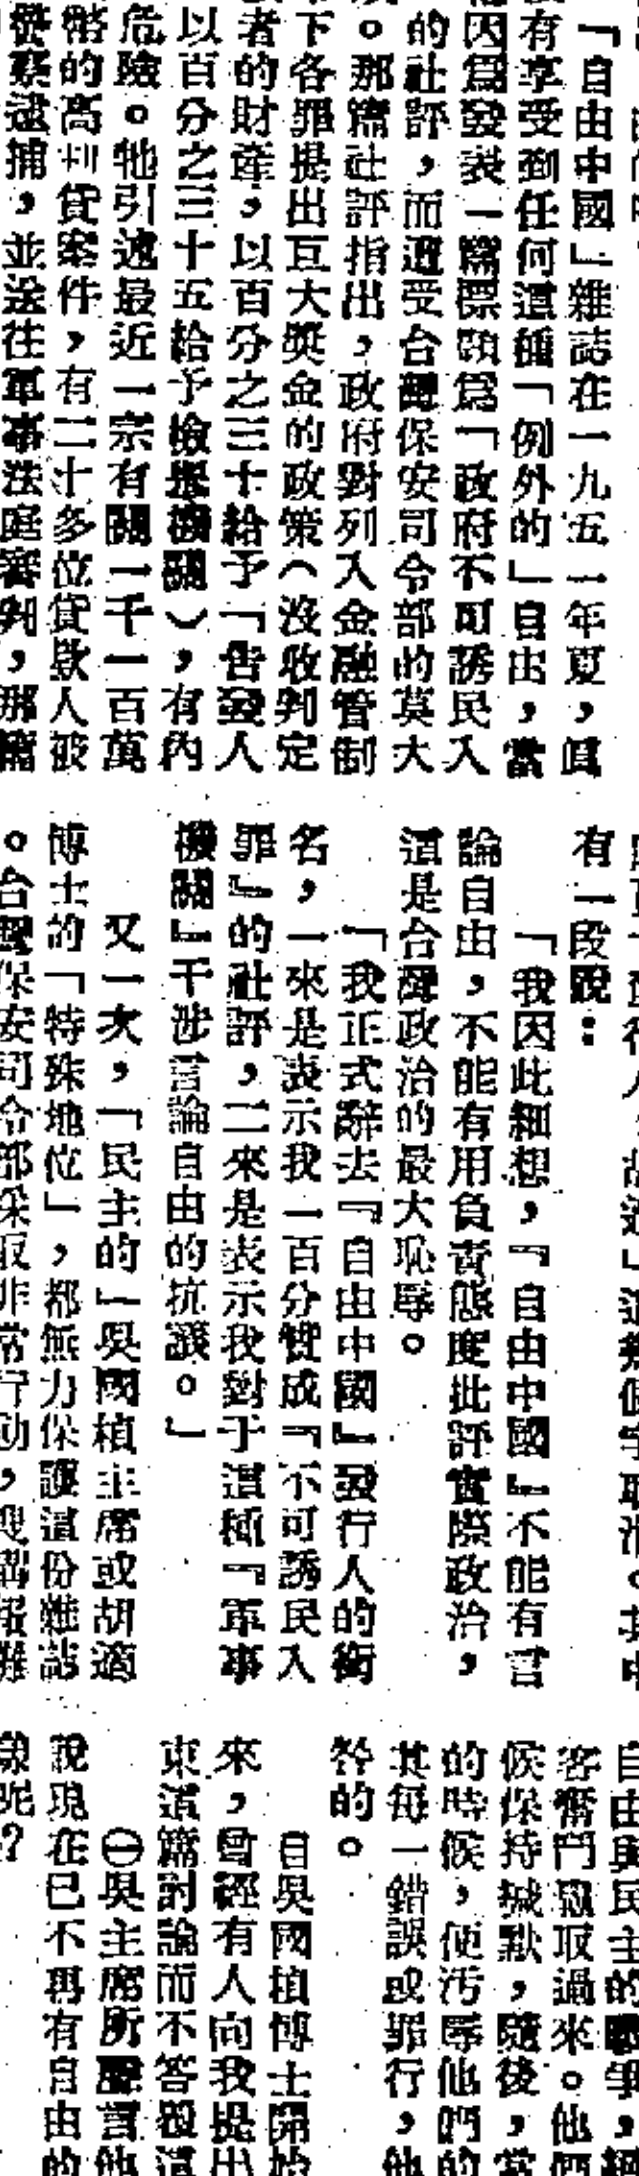 「自由中國」雜誌在一九五一年夏，眞
有享受到任何這種「例外的」自由，當
因爲發表一篇標題爲「政府不可誘民入
的社評，而遭受台灣保安司令部的莫大
。那篇社評指出，政府對列入金融管制
下各罪提出互大獎金的政策（沒收判定
者的財產，以百分之三十給予「告發人
以百分之三十五給予檢舉機關），有內
危險。牠引述最近一宗有關一千一百萬
幣的高利貸案件，有二十多位貸款人被
察逮捕，並送往軍事法庭審判，那篇
有一段說：
「我因此細想，『自由中國』不能有言
論自由，不能有用負責態度批評實際政治，
這是台灣政治的最大恥辱。
「我正式辭去『自由中國』發行人的銜
名，一來是表示我一百分贊成『不可誘民入
罪』的社評，二來是表示我對于這種『軍事
機關』干涉言論自由的抗議。」
又一次，「民主的」吳國楨主席或胡適
博士的「特殊地位」，都無力保護這份雜誌
。台灣保安司令部採取非常行動，搜購報攤
自由與民主的戰爭，
客奮鬥取過來。他們
候保持緘默，隨後，當
的時候，便污辱他們的
其每一錯誤或罪行，他
的。
自吳國楨博士開始
來，曾經有人向我提出
東這篇討論而不答覆這
㊀吳主席所聲言他
說現在已不再有自由的
樣呢？